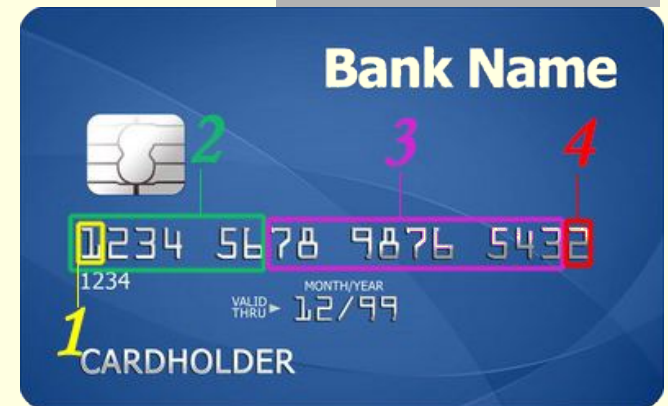 Bank Name
2 3 4
1234 5678 9876 5432
1234
MONTH/YEAR
VALID THRU 12/99
1
CARDHOLDER